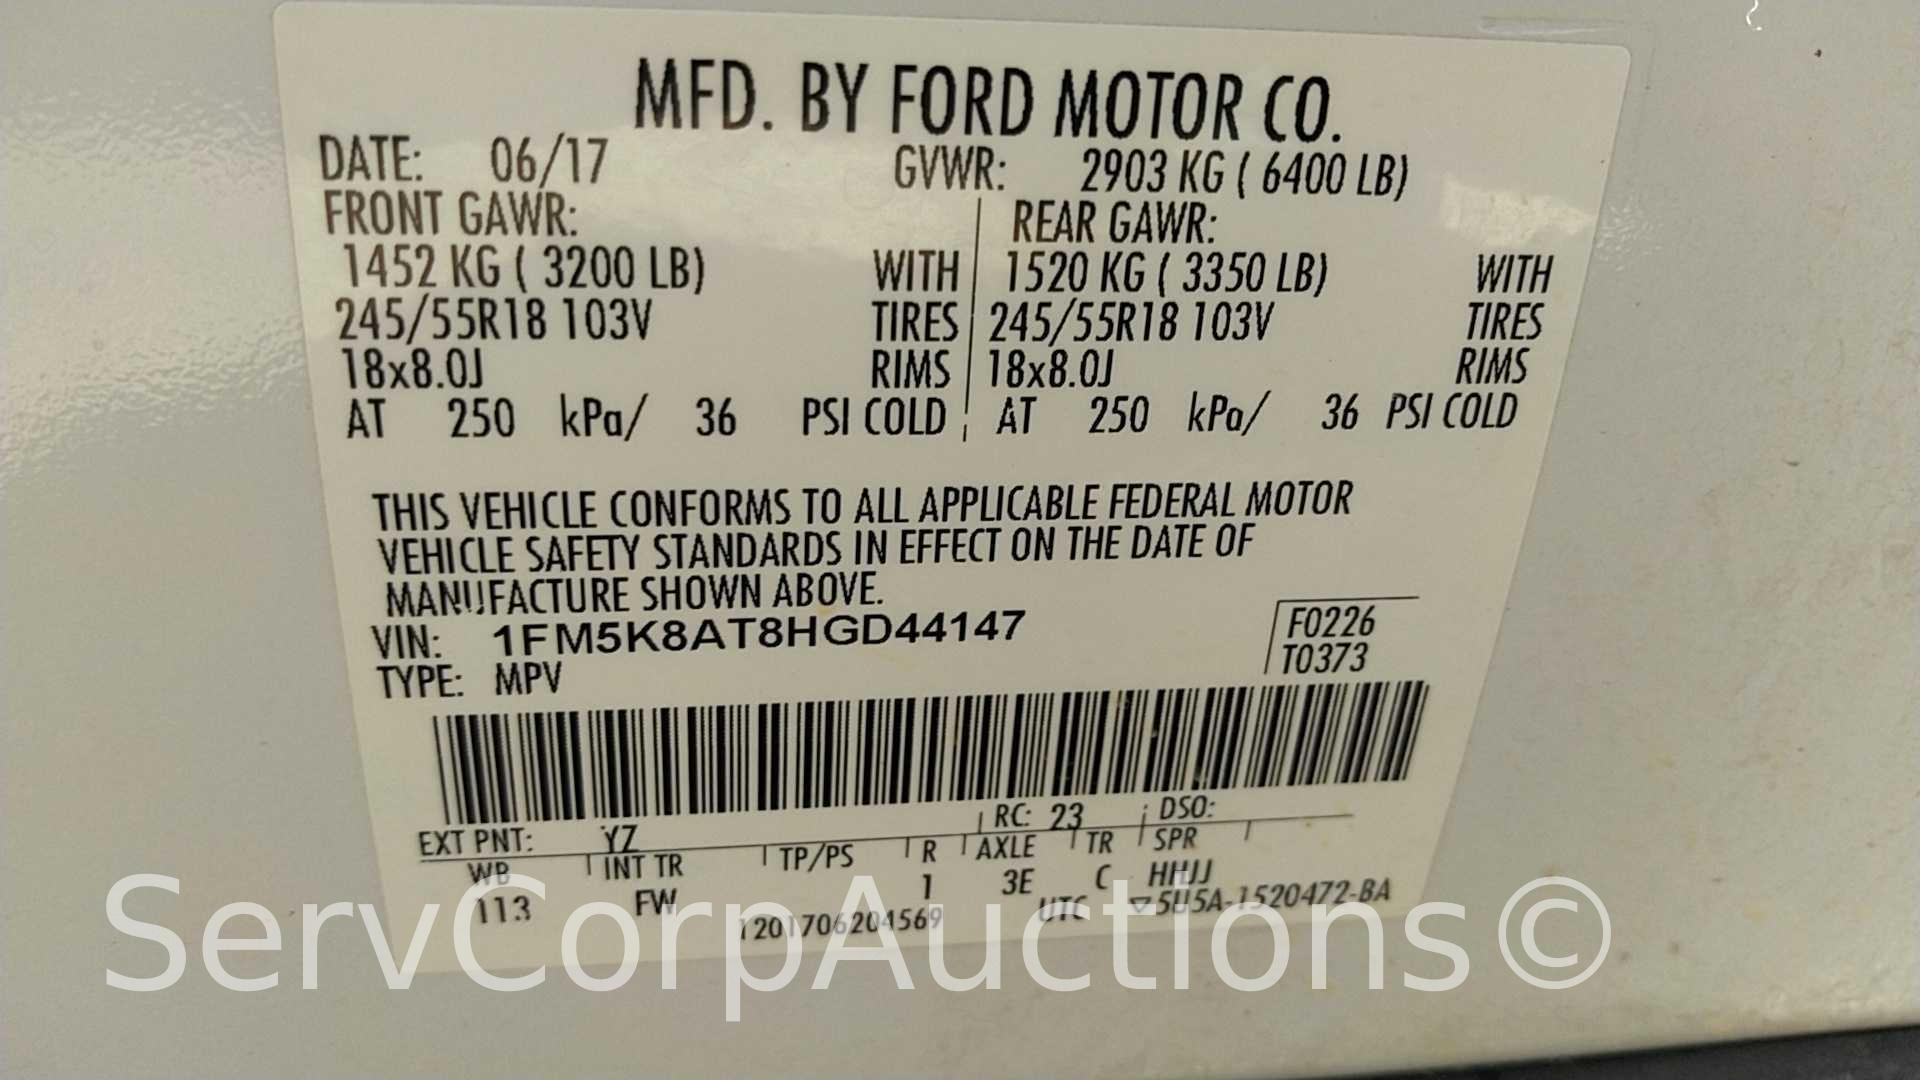 MFD. BY FORD MOTOR CO.
DATE: 06/17 GVWR: 2903 KG ( 6400 LB)
FRONT GAWR: REAR GAWR:
1452 KG ( 3200 LB) WITH 1520 KG ( 3350 LB) WITH
245/55R18 103V TIRES 245/55R18 103V TIRES
18x8.0J RIMS 18x8.0J RIMS
AT 250 kPa/ 36 PSI COLD AT 250 kPa/ 36 PSI COLD
THIS VEHICLE CONFORMS TO ALL APPLICABLE FEDERAL MOTOR
VEHICLE SAFETY STANDARDS IN EFFECT ON THE DATE OF
MANUFACTURE SHOWN ABOVE.
VIN: 1FM5K8AT8HGD44147 F0226
TYPE: MPV T0373
EXT PNT: YZ RC: 23 DSO:
WB INT TR TP/PS R AXLE TR SPR
113 FW 1 3E C HHJJ
1201706204569 UTC ▽5U5A-1520472-BA
ServCorpAuctions©